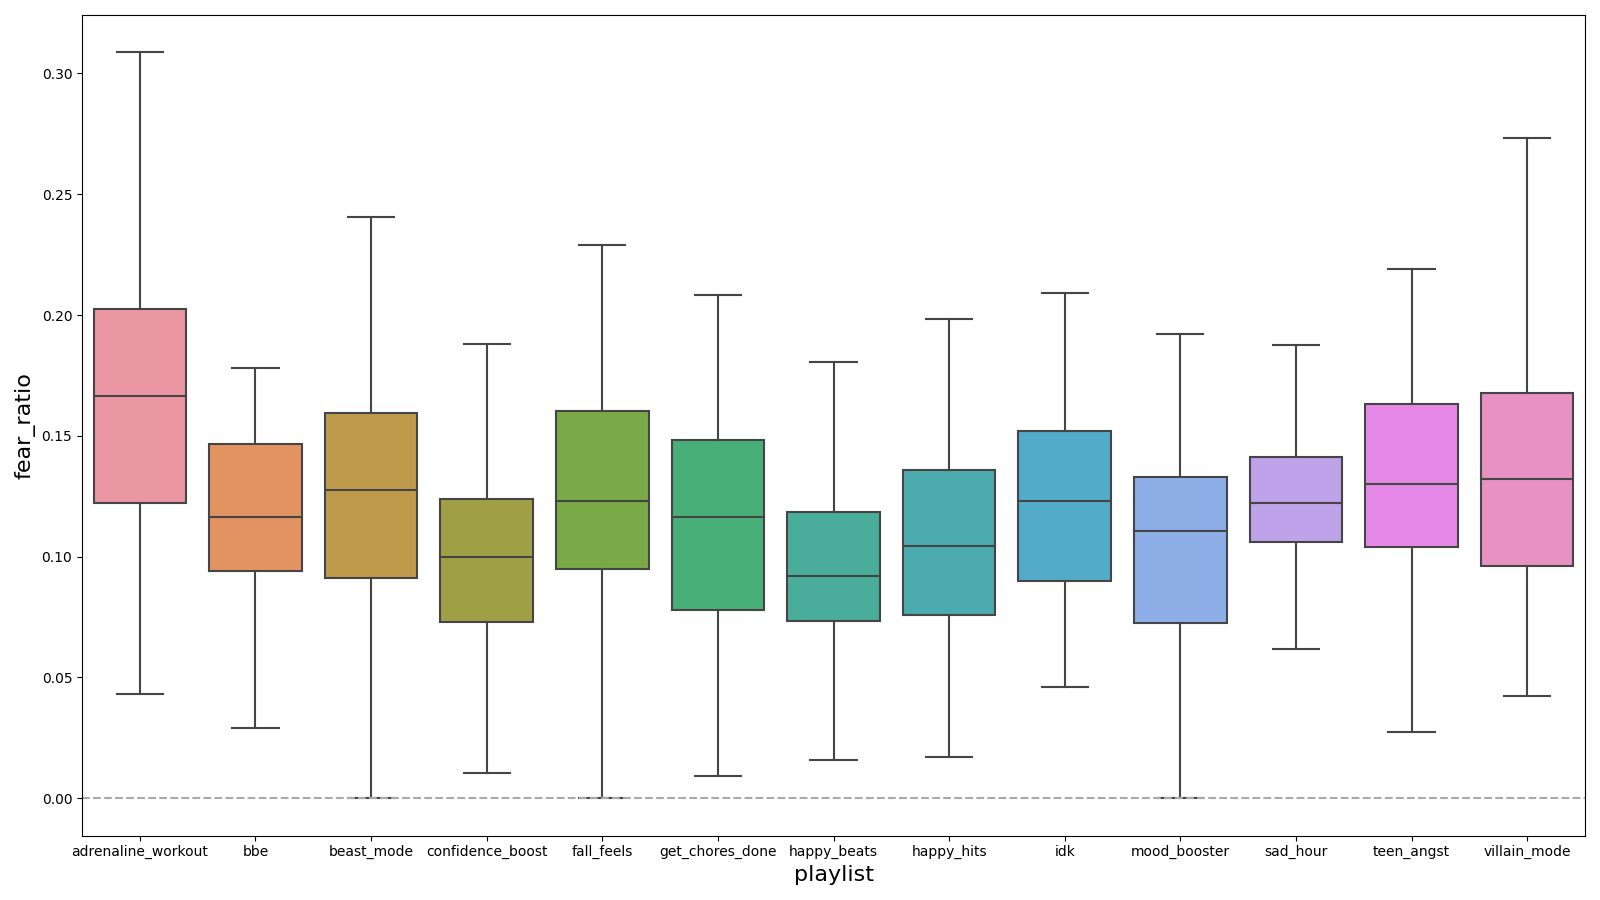 fear_ratio
0.30
0.25
0.20
0.15
0.10
0.05
0.00
adrenaline_workout bbe beast_mode confidence_boost fall_feels get_chores_done happy_beats happy_hits idk mood_booster sad_hour teen_angst villain_mode
playlist